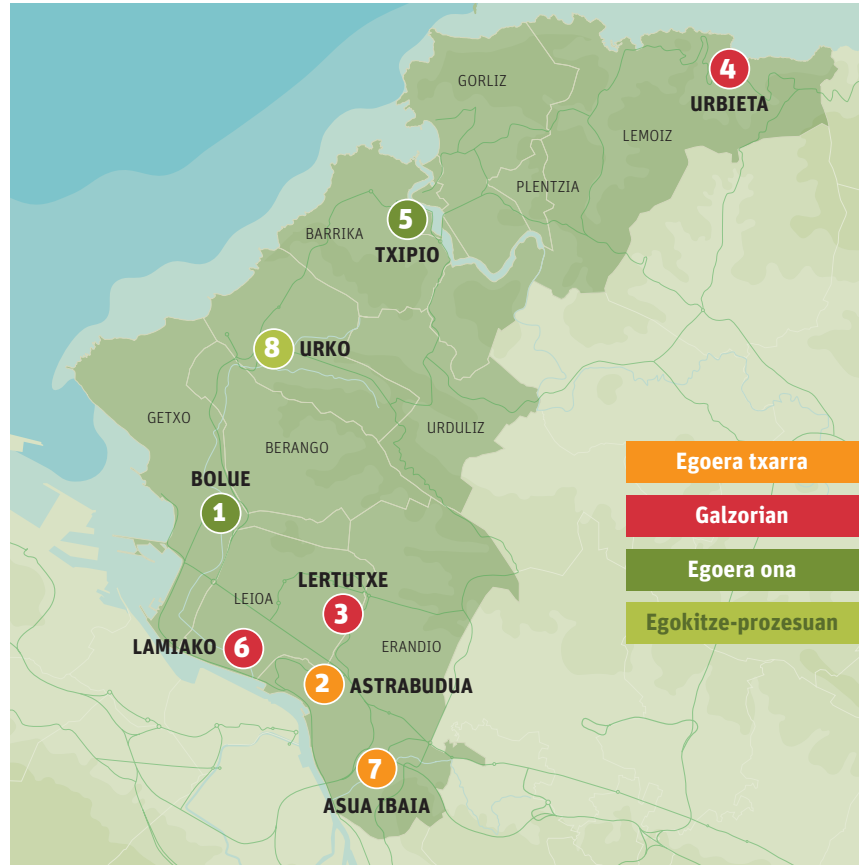 GORLIZ
4
URBIETA
LEMOIZ
PLENTZIA
5
BARRIKA
TXIPIO
8 URKO
GETXO
URDULIZ
BERANGO
BOLUE
1
Egoera txarra
Galzorian
Egoera ona
Egokitze-prozesuan
LERTUTXE
LEIOA
3
LAMIAKO 6
ERANDIO
2 ASTRABUDUA
7
ASUA IBAIA